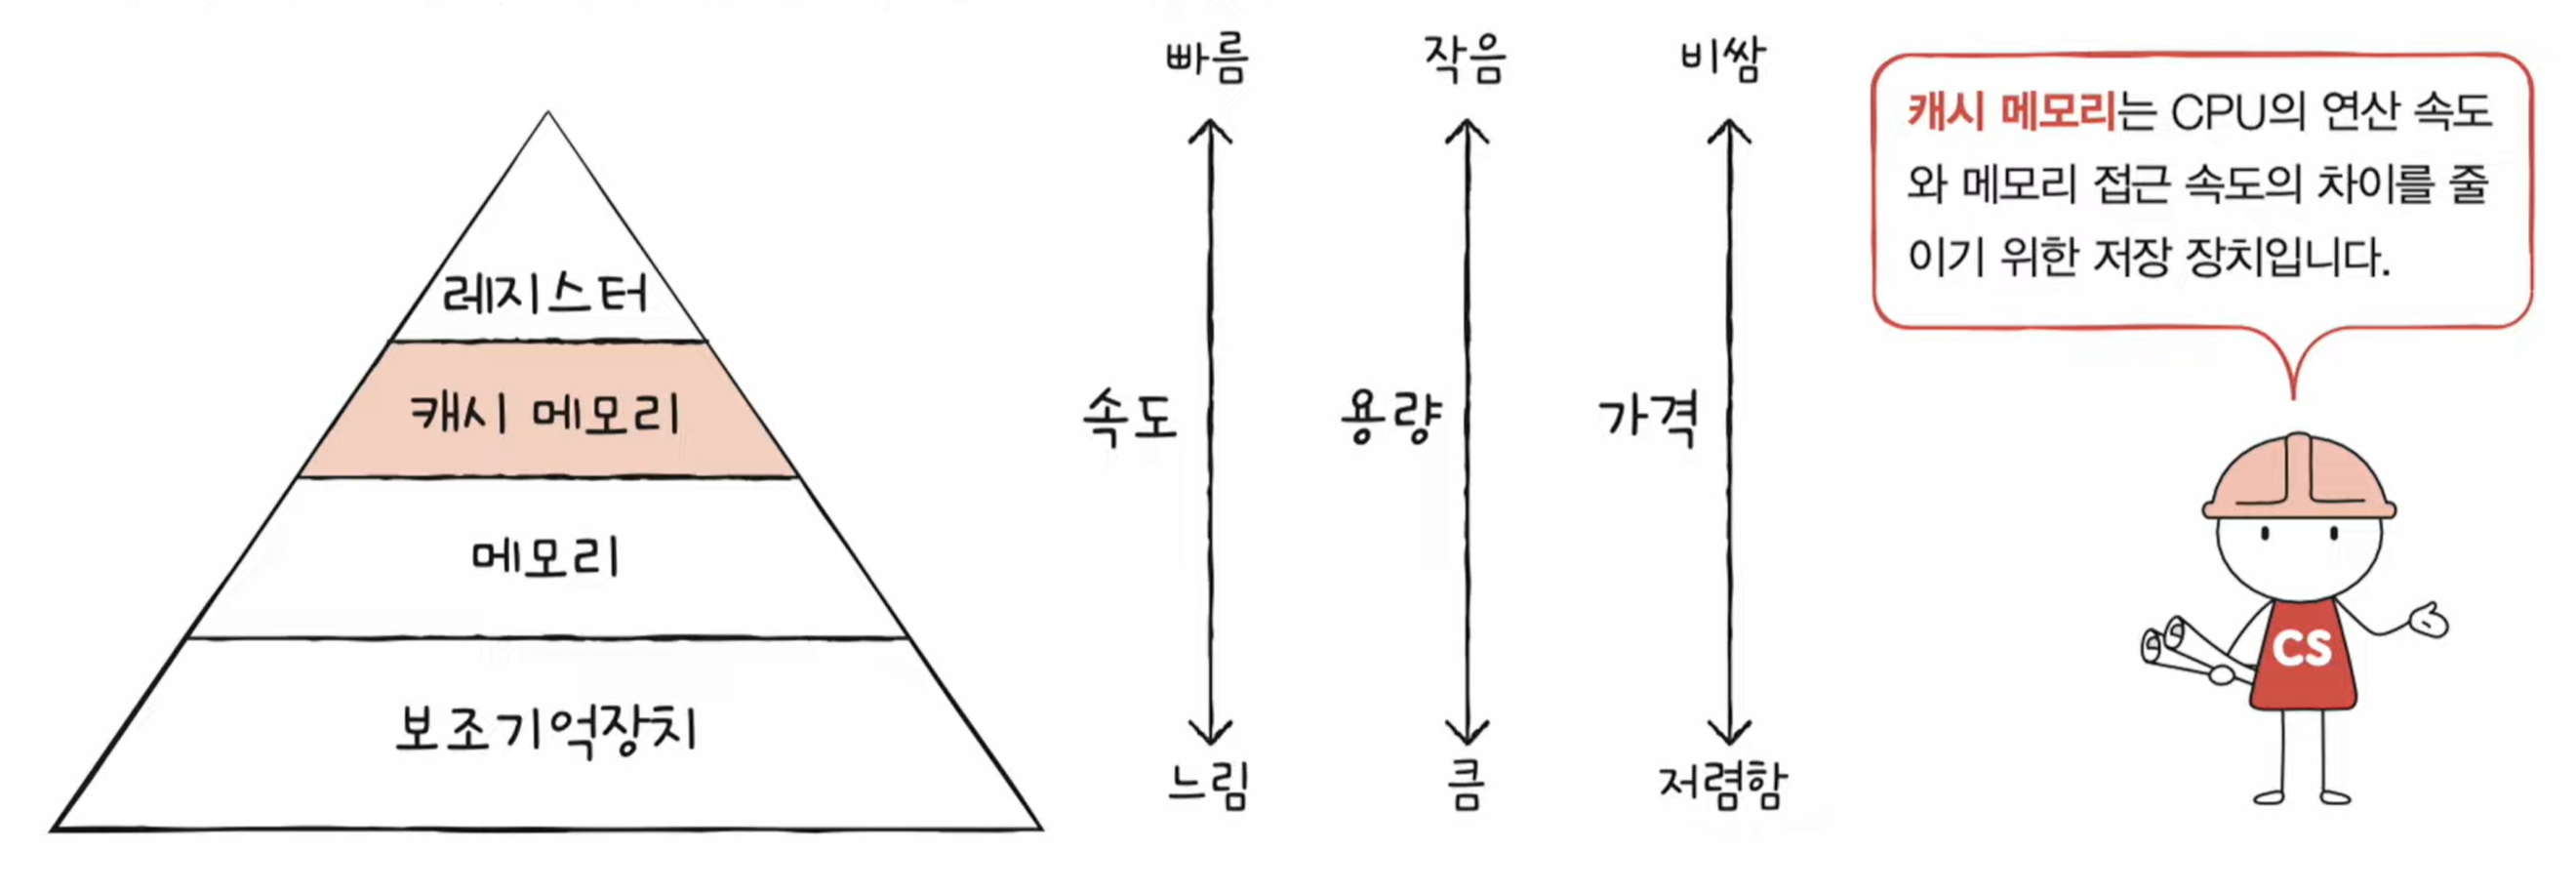 레지스터
캐시 메모리
메모리
보조기억장치
빠름
속도
느림
작음
용량
큼
비쌈
가격
저렴함
캐시 메모리는 CPU의 연산 속도
와 메모리 접근 속도의 차이를 줄
이기 위한 저장 장치입니다.
CS